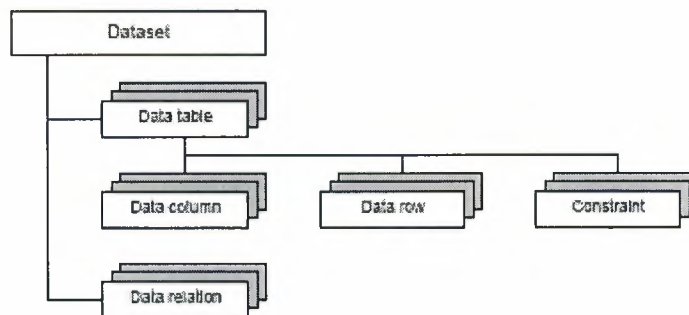 Dataset
Data table
Data column
Data row
Constraint
Data relation